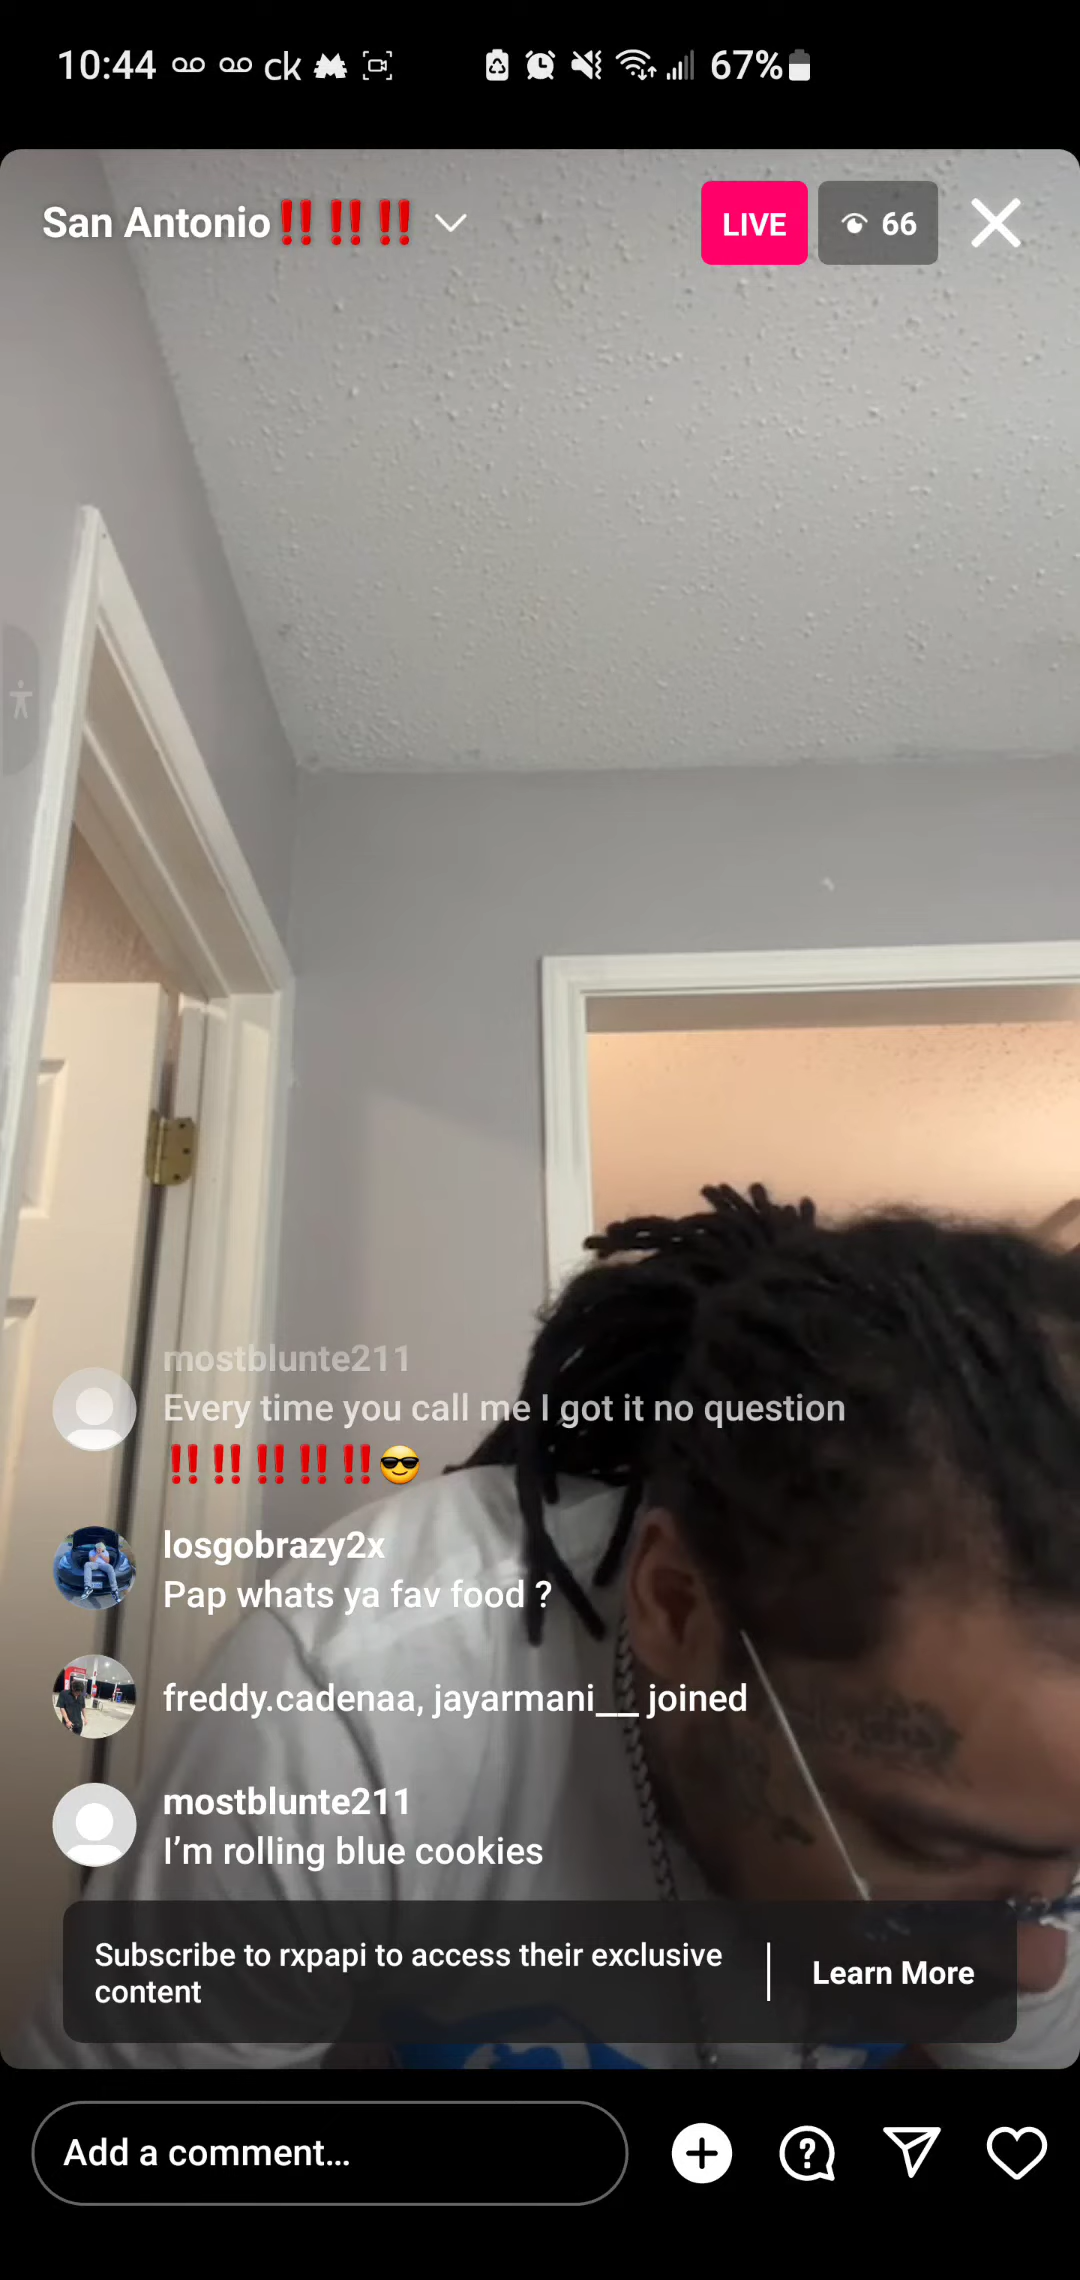 10:44 ck 67%
San Antonio‼️‼️‼️ LIVE 66
mostblunte211
Every time you call me I got it no question
‼️‼️‼️‼️‼️😎
losgobrazy2x
Pap whats ya fav food ?
freddy.cadenaa, jayarmani__ joined
mostblunte211
I’m rolling blue cookies
Subscribe to rxpapi to access their exclusive
content
Learn More
Add a comment...